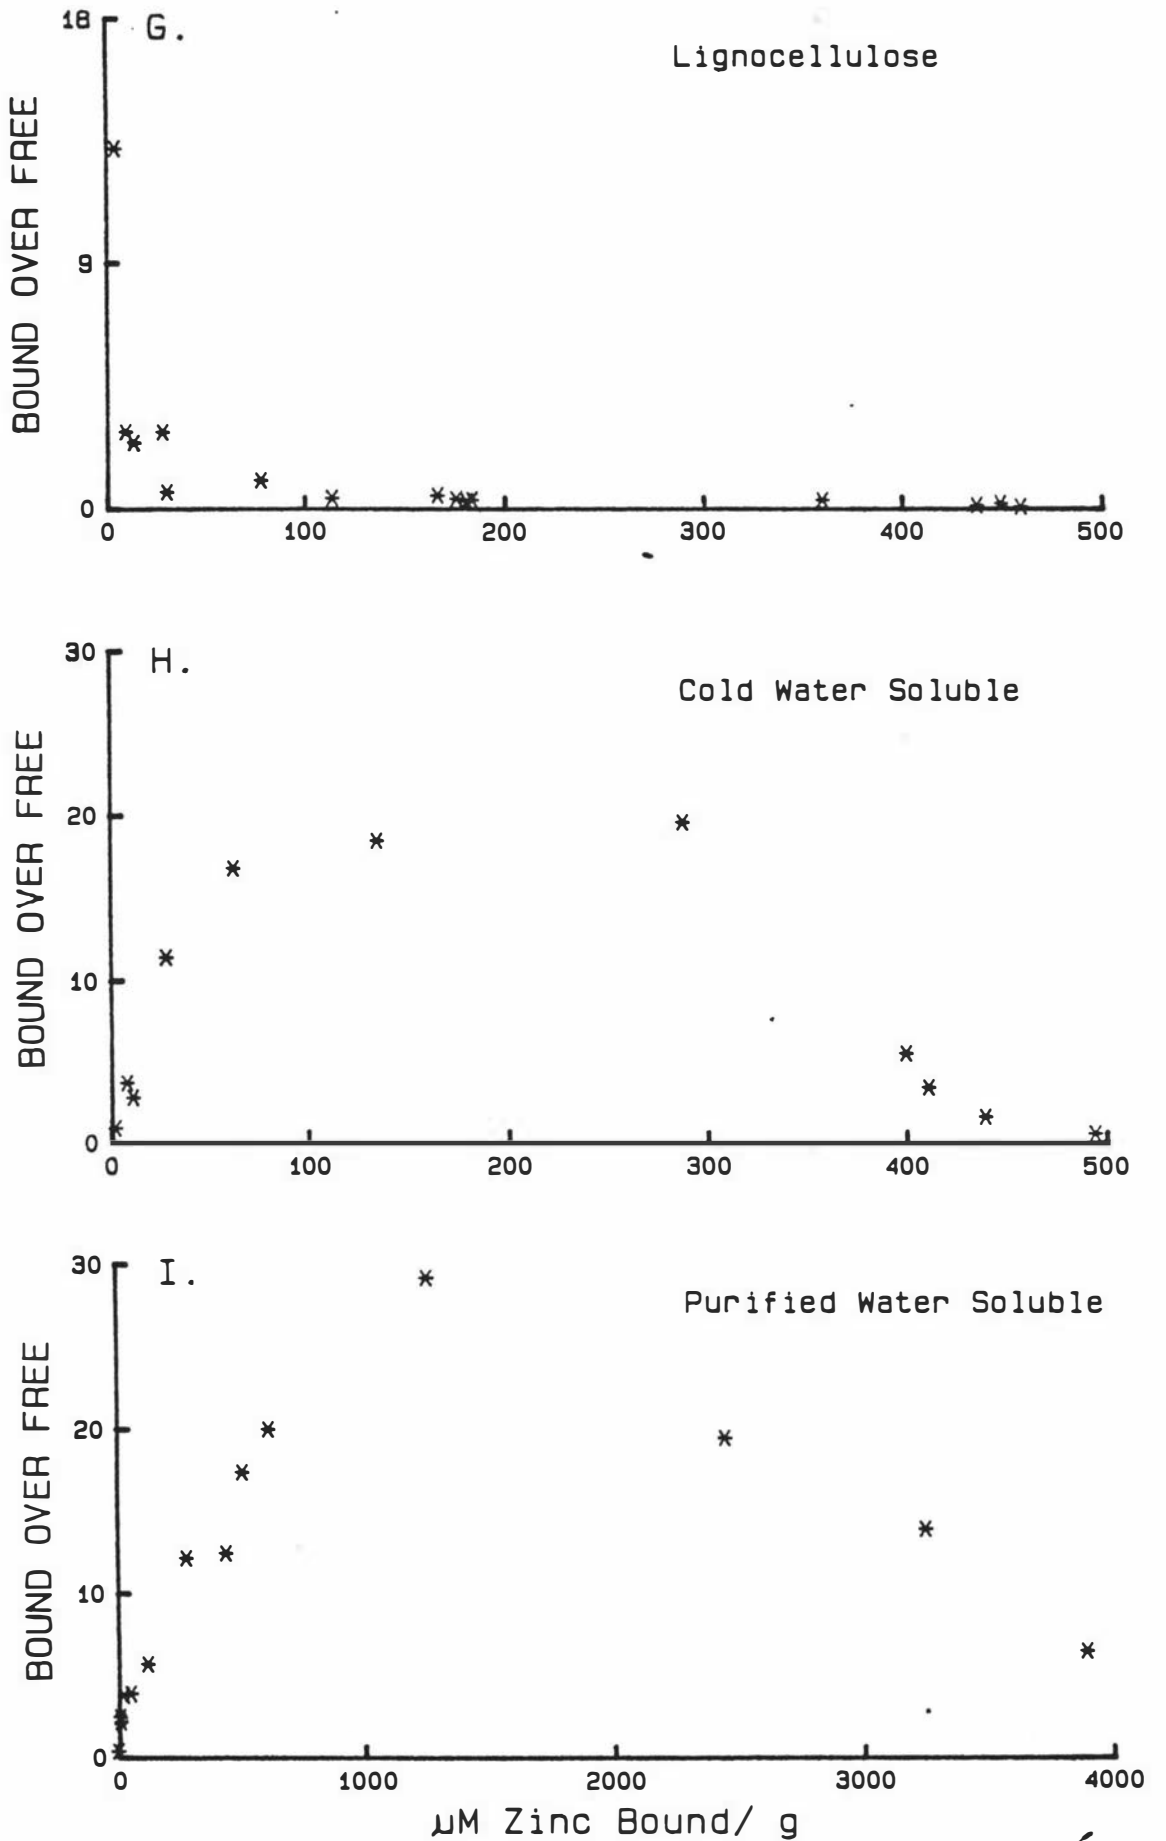 G.
Lignocellulose
BOUND OVER FREE
18
9
0
0 100 200 300 400 500
H.
Cold Water Soluble
BOUND OVER FREE
30
20
10
0
0 100 200 300 400 500
I.
Purified Water Soluble
BOUND OVER FREE
30
20
10
0
0 1000 2000 3000 4000
µM Zinc Bound/ g